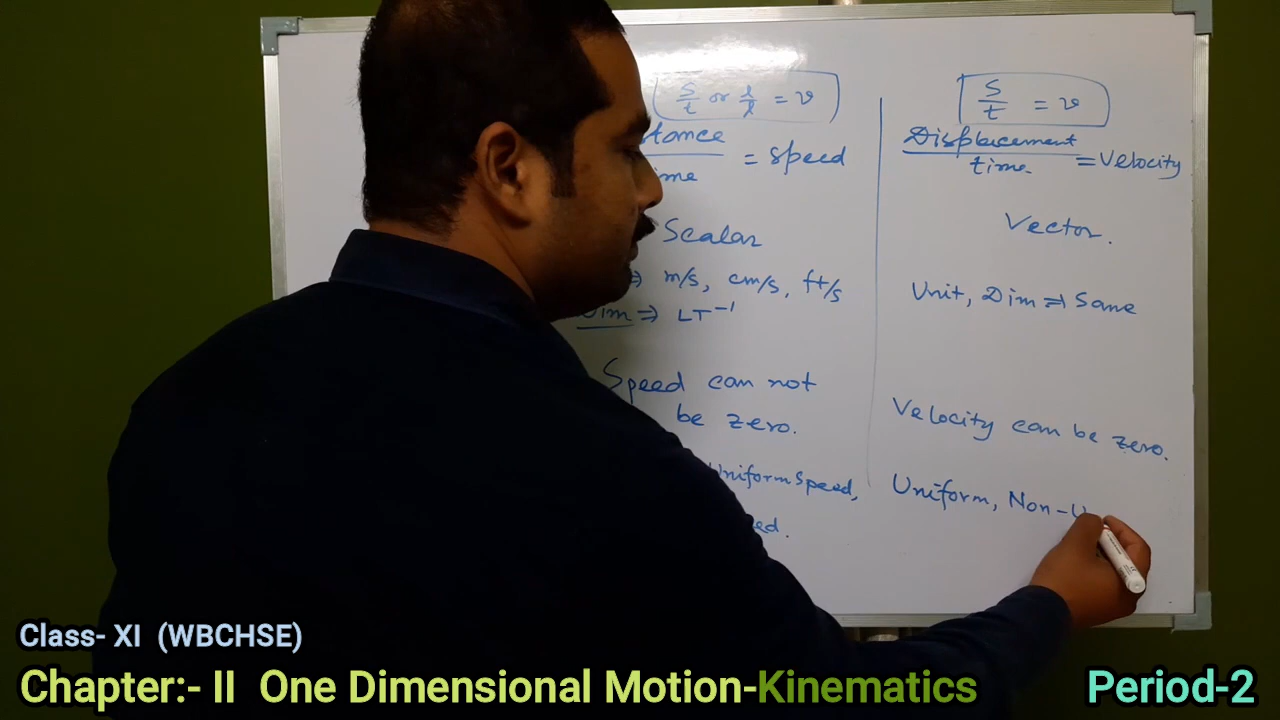 S/t or l/t = v
stance
ime = speed
Scalar
⇒ m/s, cm/s, ft/s
Dim ⇒ LT⁻¹
Speed can not
be zero.
Uniform speed,
ed.
S/t = v
Displacement
time = Velocity
Vector.
Unit, Dim ⇒ Same
Velocity can be zero.
Uniform, Non-U
Class- XI (WBCHSE)
Chapter:- II One Dimensional Motion-Kinematics
Period-2